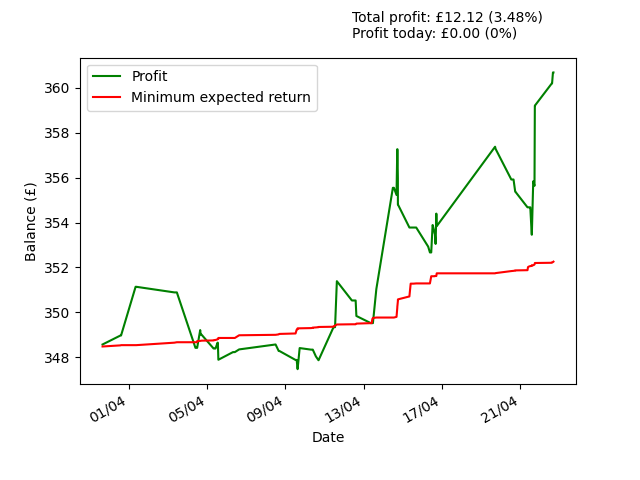 Total profit: £12.12 (3.48%)
Profit today: £0.00 (0%)
Profit
Minimum expected return
Balance (£)
360
358
356
354
352
350
348
01/04
05/04
09/04
13/04
17/04
21/04
Date